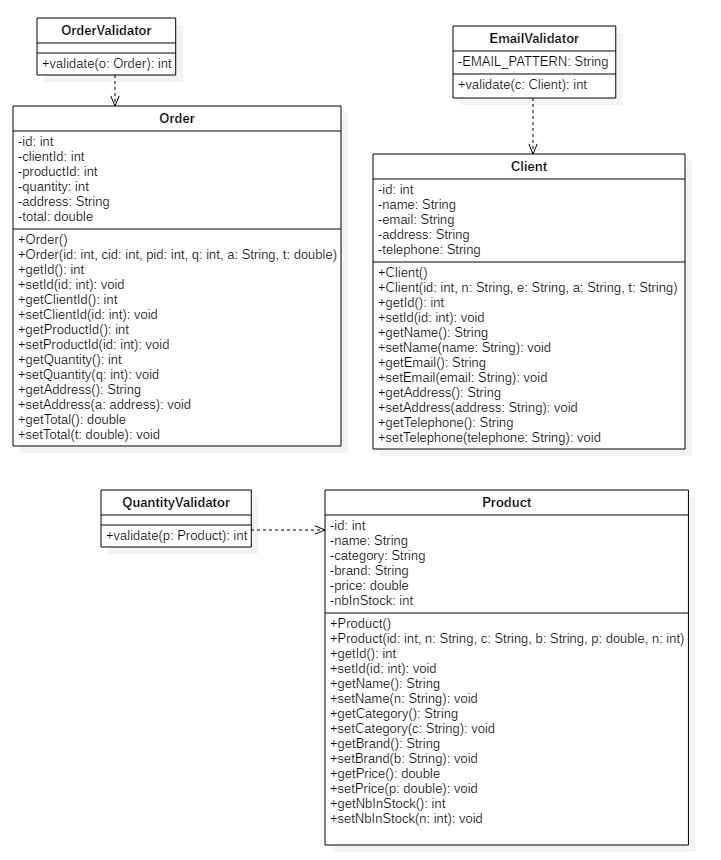 OrderValidator
+validate(o: Order): int
Order
-id: int
-clientId: int
-productId: int
-quantity: int
-address: String
-total: double
+Order()
+Order(id: int, cid: int, pid: int, q: int, a: String, t: double)
+getId(): int
+setId(id: int): void
+getClientId(): int
+setClientId(id: int): void
+getProductId(): int
+setProductId(id: int): void
+getQuantity(): int
+setQuantity(q: int): void
+getAddress(): String
+setAddress(a: address): void
+getTotal(): double
+setTotal(t: double): void
EmailValidator
-EMAIL_PATTERN: String
+validate(c: Client): int
Client
-id: int
-name: String
-email: String
-address: String
-telephone: String
+Client()
+Client(id: int, n: String, e: String, a: String, t: String)
+getId(): int
+setId(id: int): void
+getName(): String
+setName(name: String): void
+getEmail(): String
+setEmail(email: String): void
+getAddress(): String
+setAddress(address: String): void
+getTelephone(): String
+setTelephone(telephone: String): void
QuantityValidator
+validate(p: Product): int
Product
-id: int
-name: String
-category: String
-brand: String
-price: double
-nbInStock: int
+Product()
+Product(id: int, n: String, c: String, b: String, p: double, n: int)
+getId(): int
+setId(id: int): void
+getName(): String
+setName(n: String): void
+getCategory(): String
+setCategory(c: String): void
+getBrand(): String
+setBrand(b: String): void
+getPrice(): double
+setPrice(p: double): void
+getNbInStock(): int
+setNbInStock(n: int): void